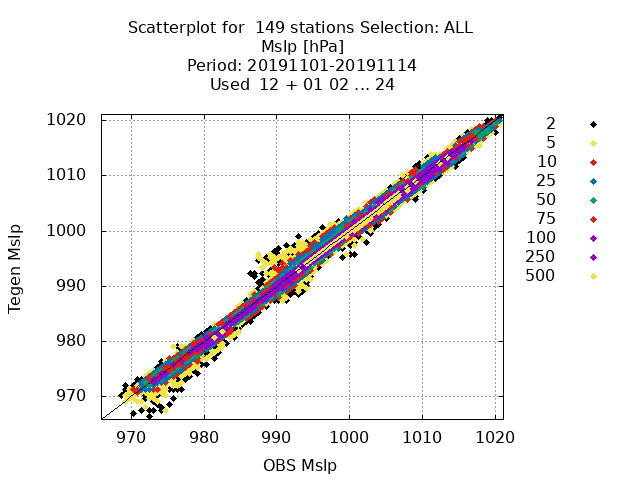 Scatterplot for  149 stations Selection: ALL
Mslp [hPa]
Period: 20191101-20191114
Used  12 + 01 02 ... 24
1020
1010
1000
990
980
970
Tegen Mslp
970 980 990 1000 1010 1020
OBS Mslp
2
5
10
25
50
75
100
250
500